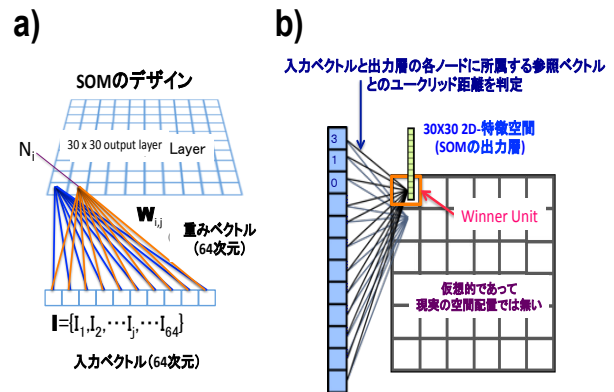 a)
SOMのデザイン
30 x 30 output layer Layer
Ni
Wi,j
重みベクトル
(64次元)
I={I1,I2,…Ij,…I64}
入力ベクトル(64次元)
b)
入力ベクトルと出力層の各ノードに所属する参照ベクトル
とのユークリッド距離を判定
30X30 2D-特徴空間
(SOMの出力層)
3
1
0
Winner Unit
仮想的であって
現実の空間配置では無い